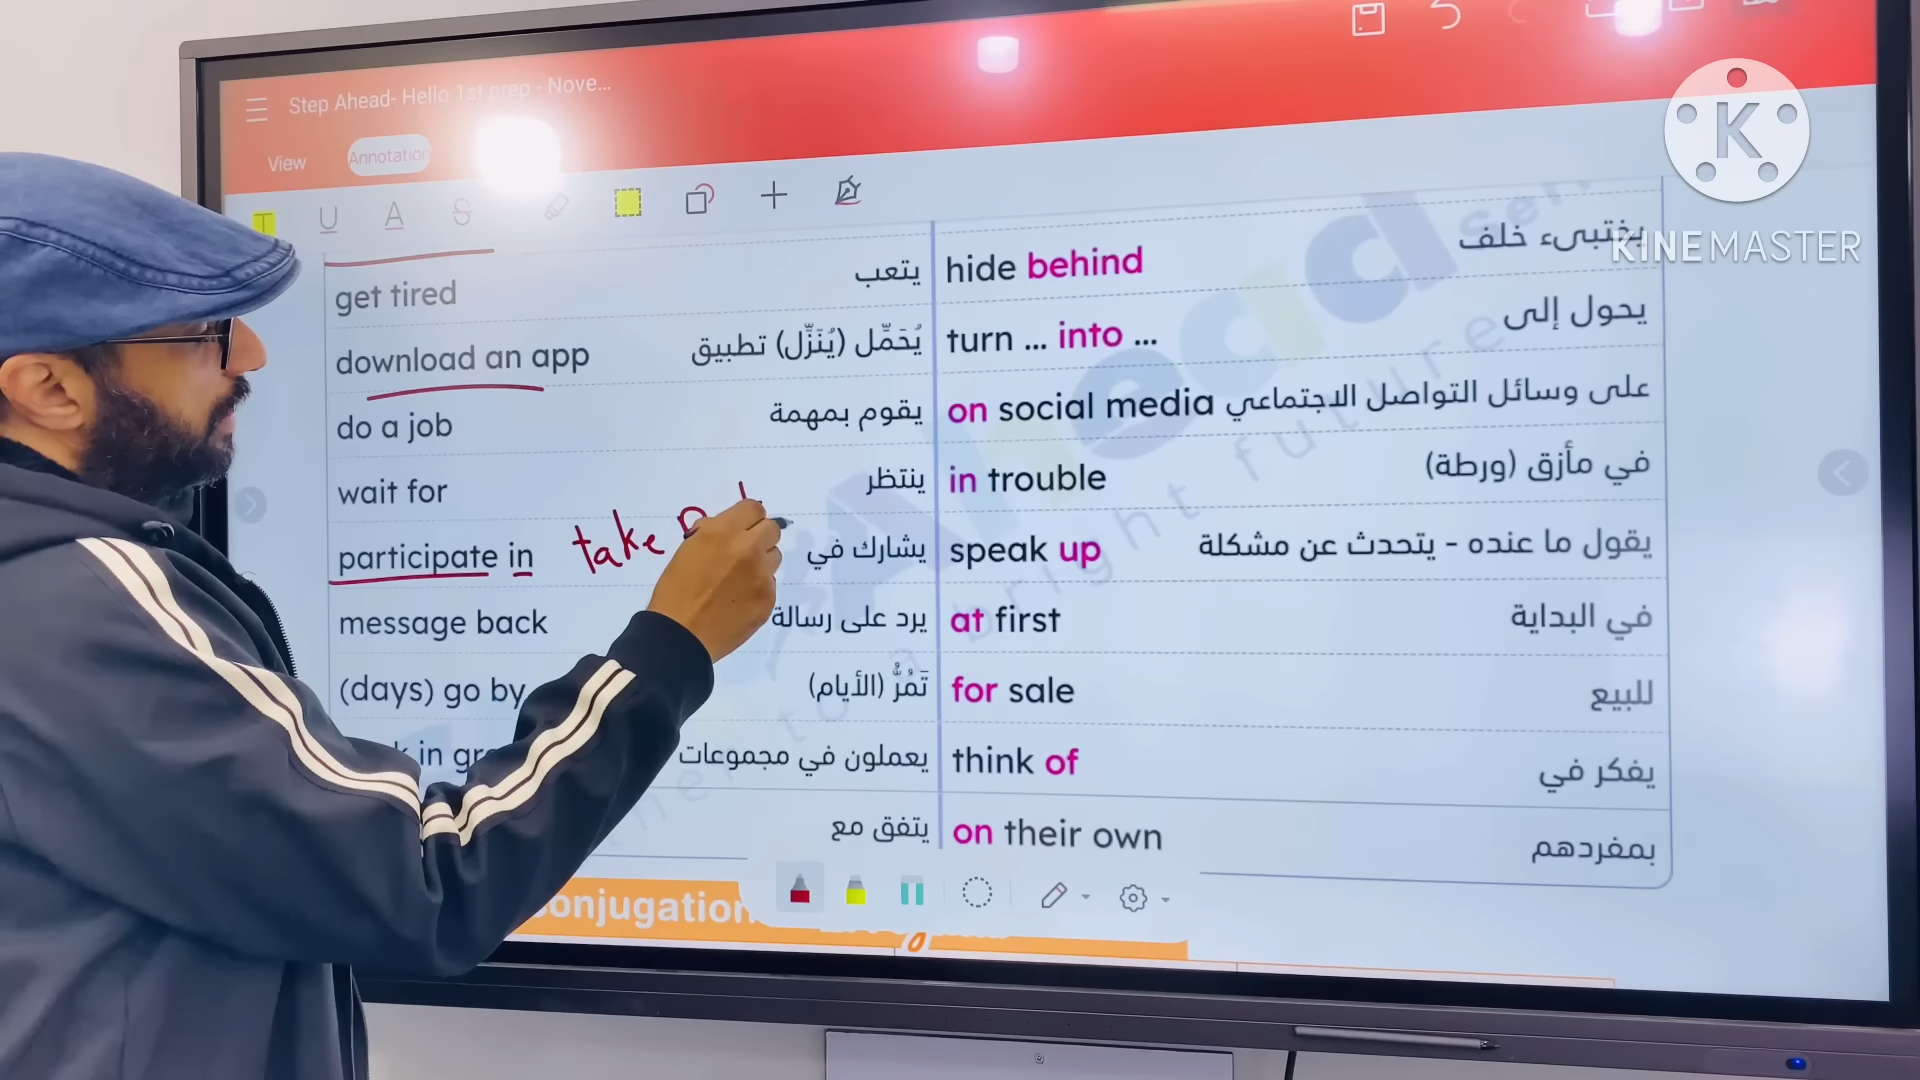 Step Ahead- Hello 1st prep - Nove...
View
Annotation
KINEMASTER
get tired يتعب
download an app يُحَمِّل (يُنَزِّل) تطبيق
do a job يقوم بمهمة
wait for ينتظر
participate in take يشارك في
message back يرد على رسالة
(days) go by تَمُرُّ (الأيام)
in يعملون في مجموعات
يتفق مع
hide behind يختبىء خلف
turn ... into ... يحول إلى
on social media على وسائل التواصل الاجتماعي
in trouble في مأزق (ورطة)
speak up يقول ما عنده - يتحدث عن مشكلة
at first في البداية
for sale للبيع
think of يفكر في
on their own بمفردهم